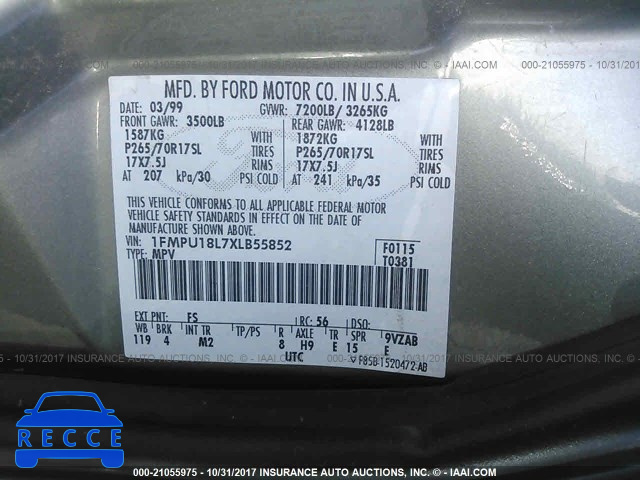 000-21055975 - 10/31/2017 INSURANCE AUTO AUCTIONS, INC. - © IAAI.COM
MFD. BY FORD MOTOR CO. IN U.S.A.
DATE: 03/99 GVWR: 7200LB/ 3265KG
FRONT GAWR: 3500LB REAR GAWR: 4128LB
1587KG WITH 1872KG WITH
P265/70R17SL TIRES P265/70R17SL TIRES
17X7.5J RIMS 17X7.5J RIMS
AT 207 kPa/30 PSI COLD AT 241 kPa/35 PSI COLD
THIS VEHICLE CONFORMS TO ALL APPLICABLE FEDERAL MOTOR
VEHICLE SAFETY STANDARDS IN EFFECT ON THE DATE OF
MANUFACTURE SHOWN ABOVE.
VIN: 1FMPU18L7XLB55852 F0115
TYPE: MPV T0381
EXT PNT: FS RC: 56 DSO:
WB BRK INT TR TP/PS R AXLE TR SPR 9VZAB
119 4 M2 8 H9 E 15 E
UTC F85B-1520472-AB
RECCE
000-21055975 - 10/31/2017 INSURANCE AUTO AUCTIONS, INC. - © IAAI.COM